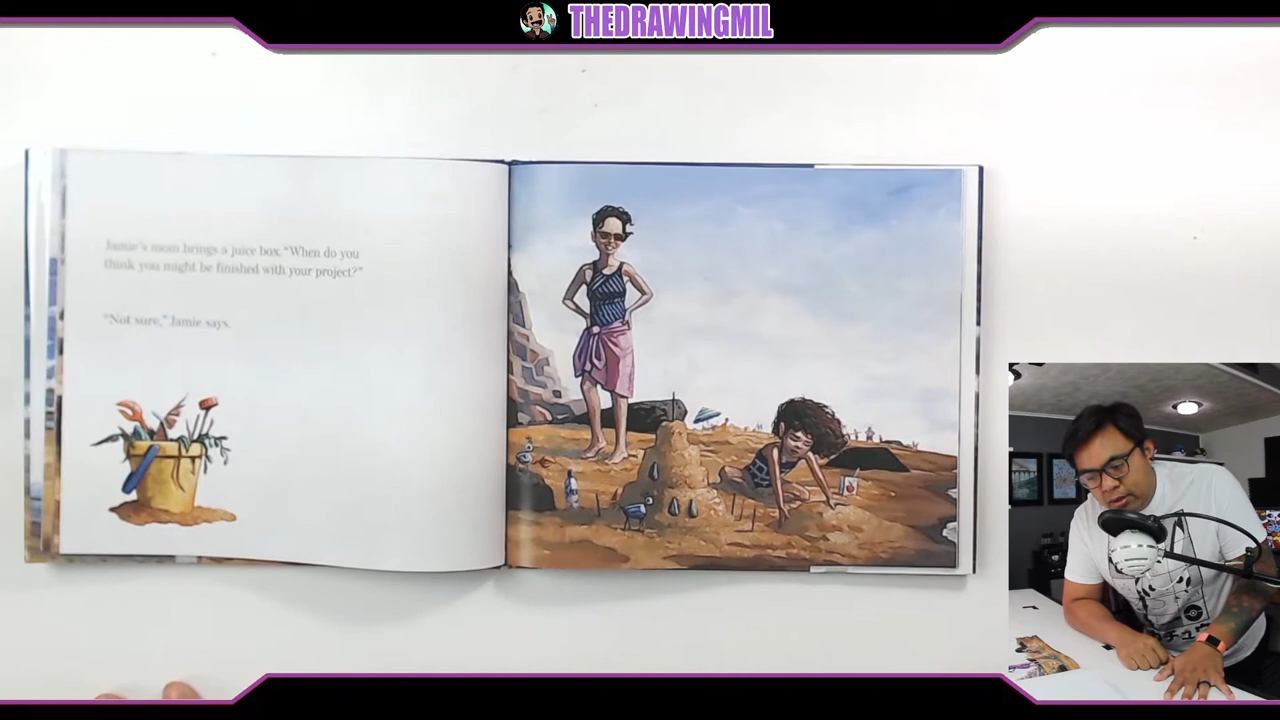 THEDRAWINGMIL
Jamie's mom brings a juice box. “When do you
think you might be finished with your project?”
“Not sure,” Jamie says.